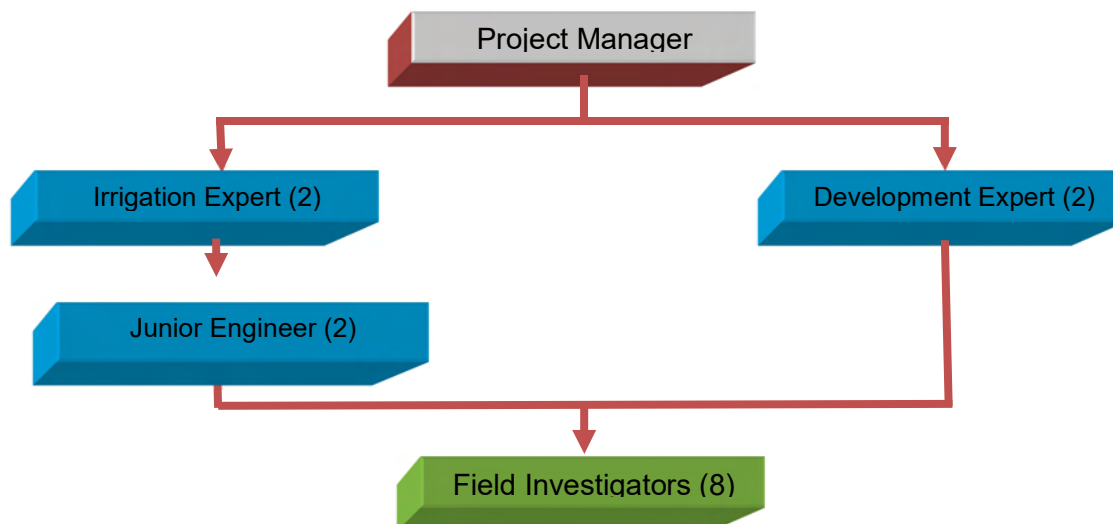 Project Manager
Irrigation Expert (2)
Development Expert (2)
Junior Engineer (2)
Field Investigators (8)